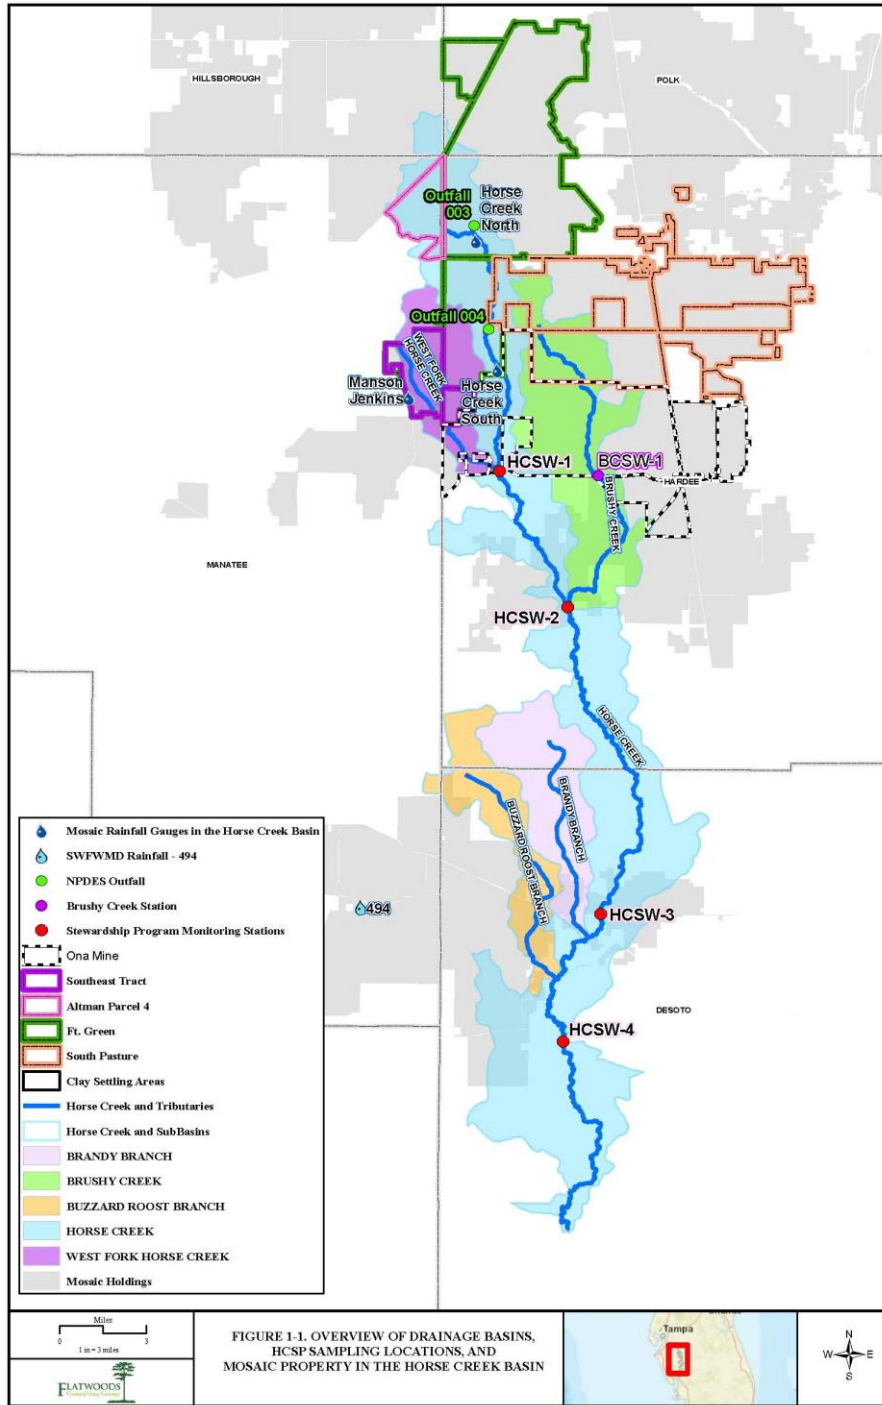 HILLSBOROUGH
POLK
Outfall
003
Horse
Creek
North
Outfall 004
WEST FORK
HORSE CREEK
Manson
Jenkins
Horse
Creek
South
HCSW-1
BCSW-1
HARDEE
BRUSHY CREEK
MANATEE
HCSW-2
HORSE CREEK
BRANDY BRANCH
BUZZARD ROOST BRANCH
494
HCSW-3
DESOTO
HCSW-4
Mosaic Rainfall Gauges in the Horse Creek Basin
SWFWMD Rainfall - 494
NPDES Outfall
Brushy Creek Station
Stewardship Program Monitoring Stations
Ona Mine
Southeast Tract
Altman Parcel 4
Ft. Green
South Pasture
Clay Settling Areas
Horse Creek and Tributaries
Horse Creek and SubBasins
BRANDY BRANCH
BRUSHY CREEK
BUZZARD ROOST BRANCH
HORSE CREEK
WEST FORK HORSE CREEK
Mosaic Holdings
Miles
0 3
1 in = 3 miles
FLATWOODS
Consulting Group
FIGURE 1-1. OVERVIEW OF DRAINAGE BASINS,
HCSP SAMPLING LOCATIONS, AND
MOSAIC PROPERTY IN THE HORSE CREEK BASIN
Tampa
N
W E
S